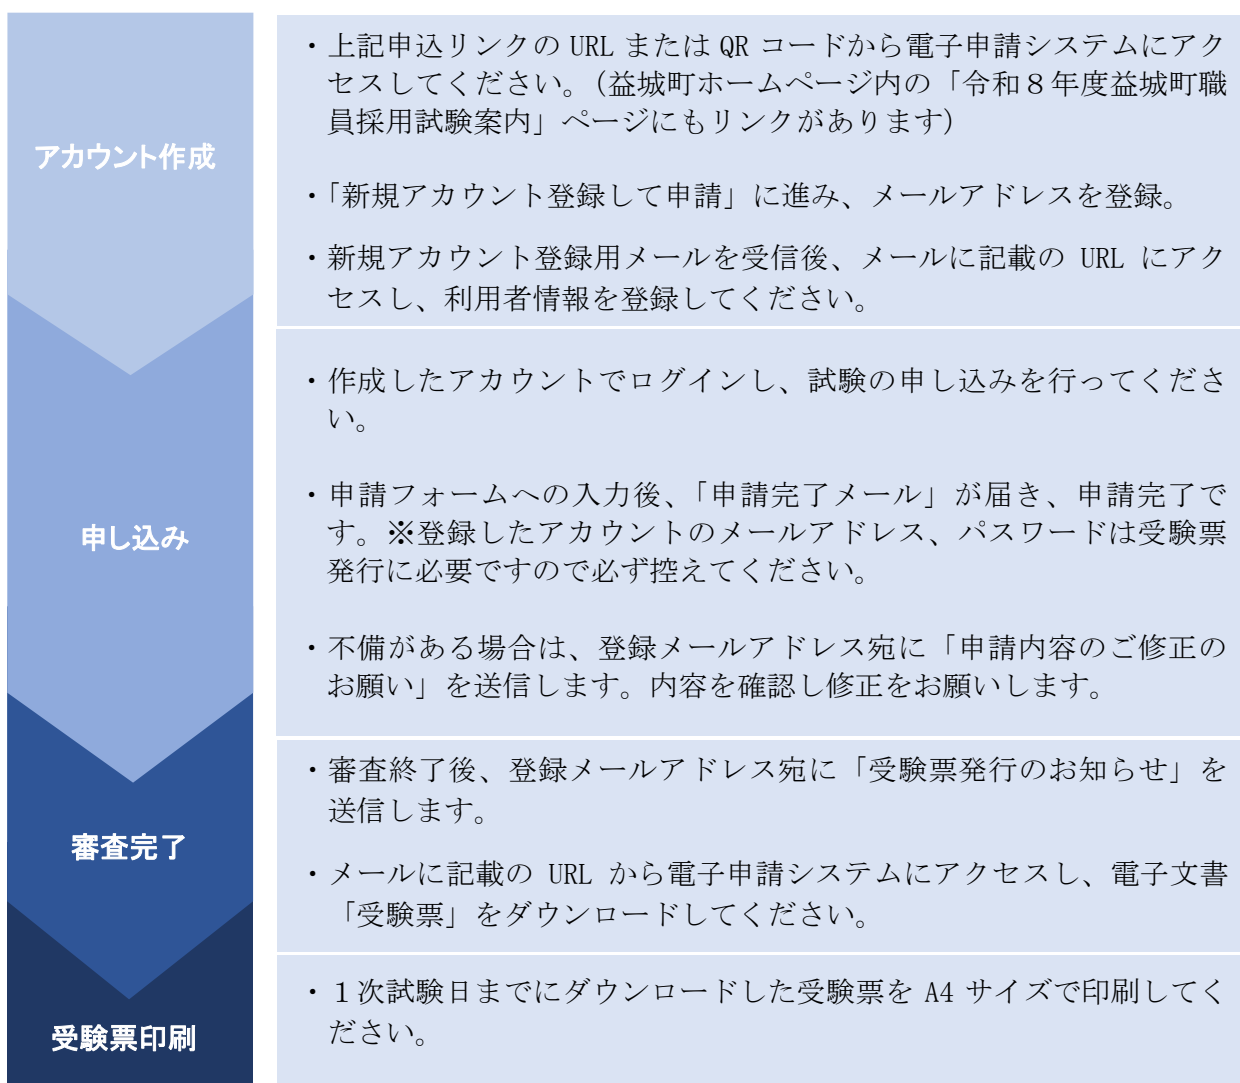 アカウント作成
・上記申込リンクの URL または QR コードから電子申請システムにアク
セスしてください。（益城町ホームページ内の「令和８年度益城町職
員採用試験案内」ページにもリンクがあります）
・「新規アカウント登録して申請」に進み、メールアドレスを登録。
・新規アカウント登録用メールを受信後、メールに記載の URL にアク
セスし、利用者情報を登録してください。
申し込み
・作成したアカウントでログインし、試験の申し込みを行ってくださ
い。
・申請フォームへの入力後、「申請完了メール」が届き、申請完了で
す。※登録したアカウントのメールアドレス、パスワードは受験票
発行に必要ですので必ず控えてください。
・不備がある場合は、登録メールアドレス宛に「申請内容のご修正の
お願い」を送信します。内容を確認し修正をお願いします。
審査完了
・審査終了後、登録メールアドレス宛に「受験票発行のお知らせ」を
送信します。
・メールに記載の URL から電子申請システムにアクセスし、電子文書
「受験票」をダウンロードしてください。
受験票印刷
・１次試験日までにダウンロードした受験票を A4 サイズで印刷してく
ださい。